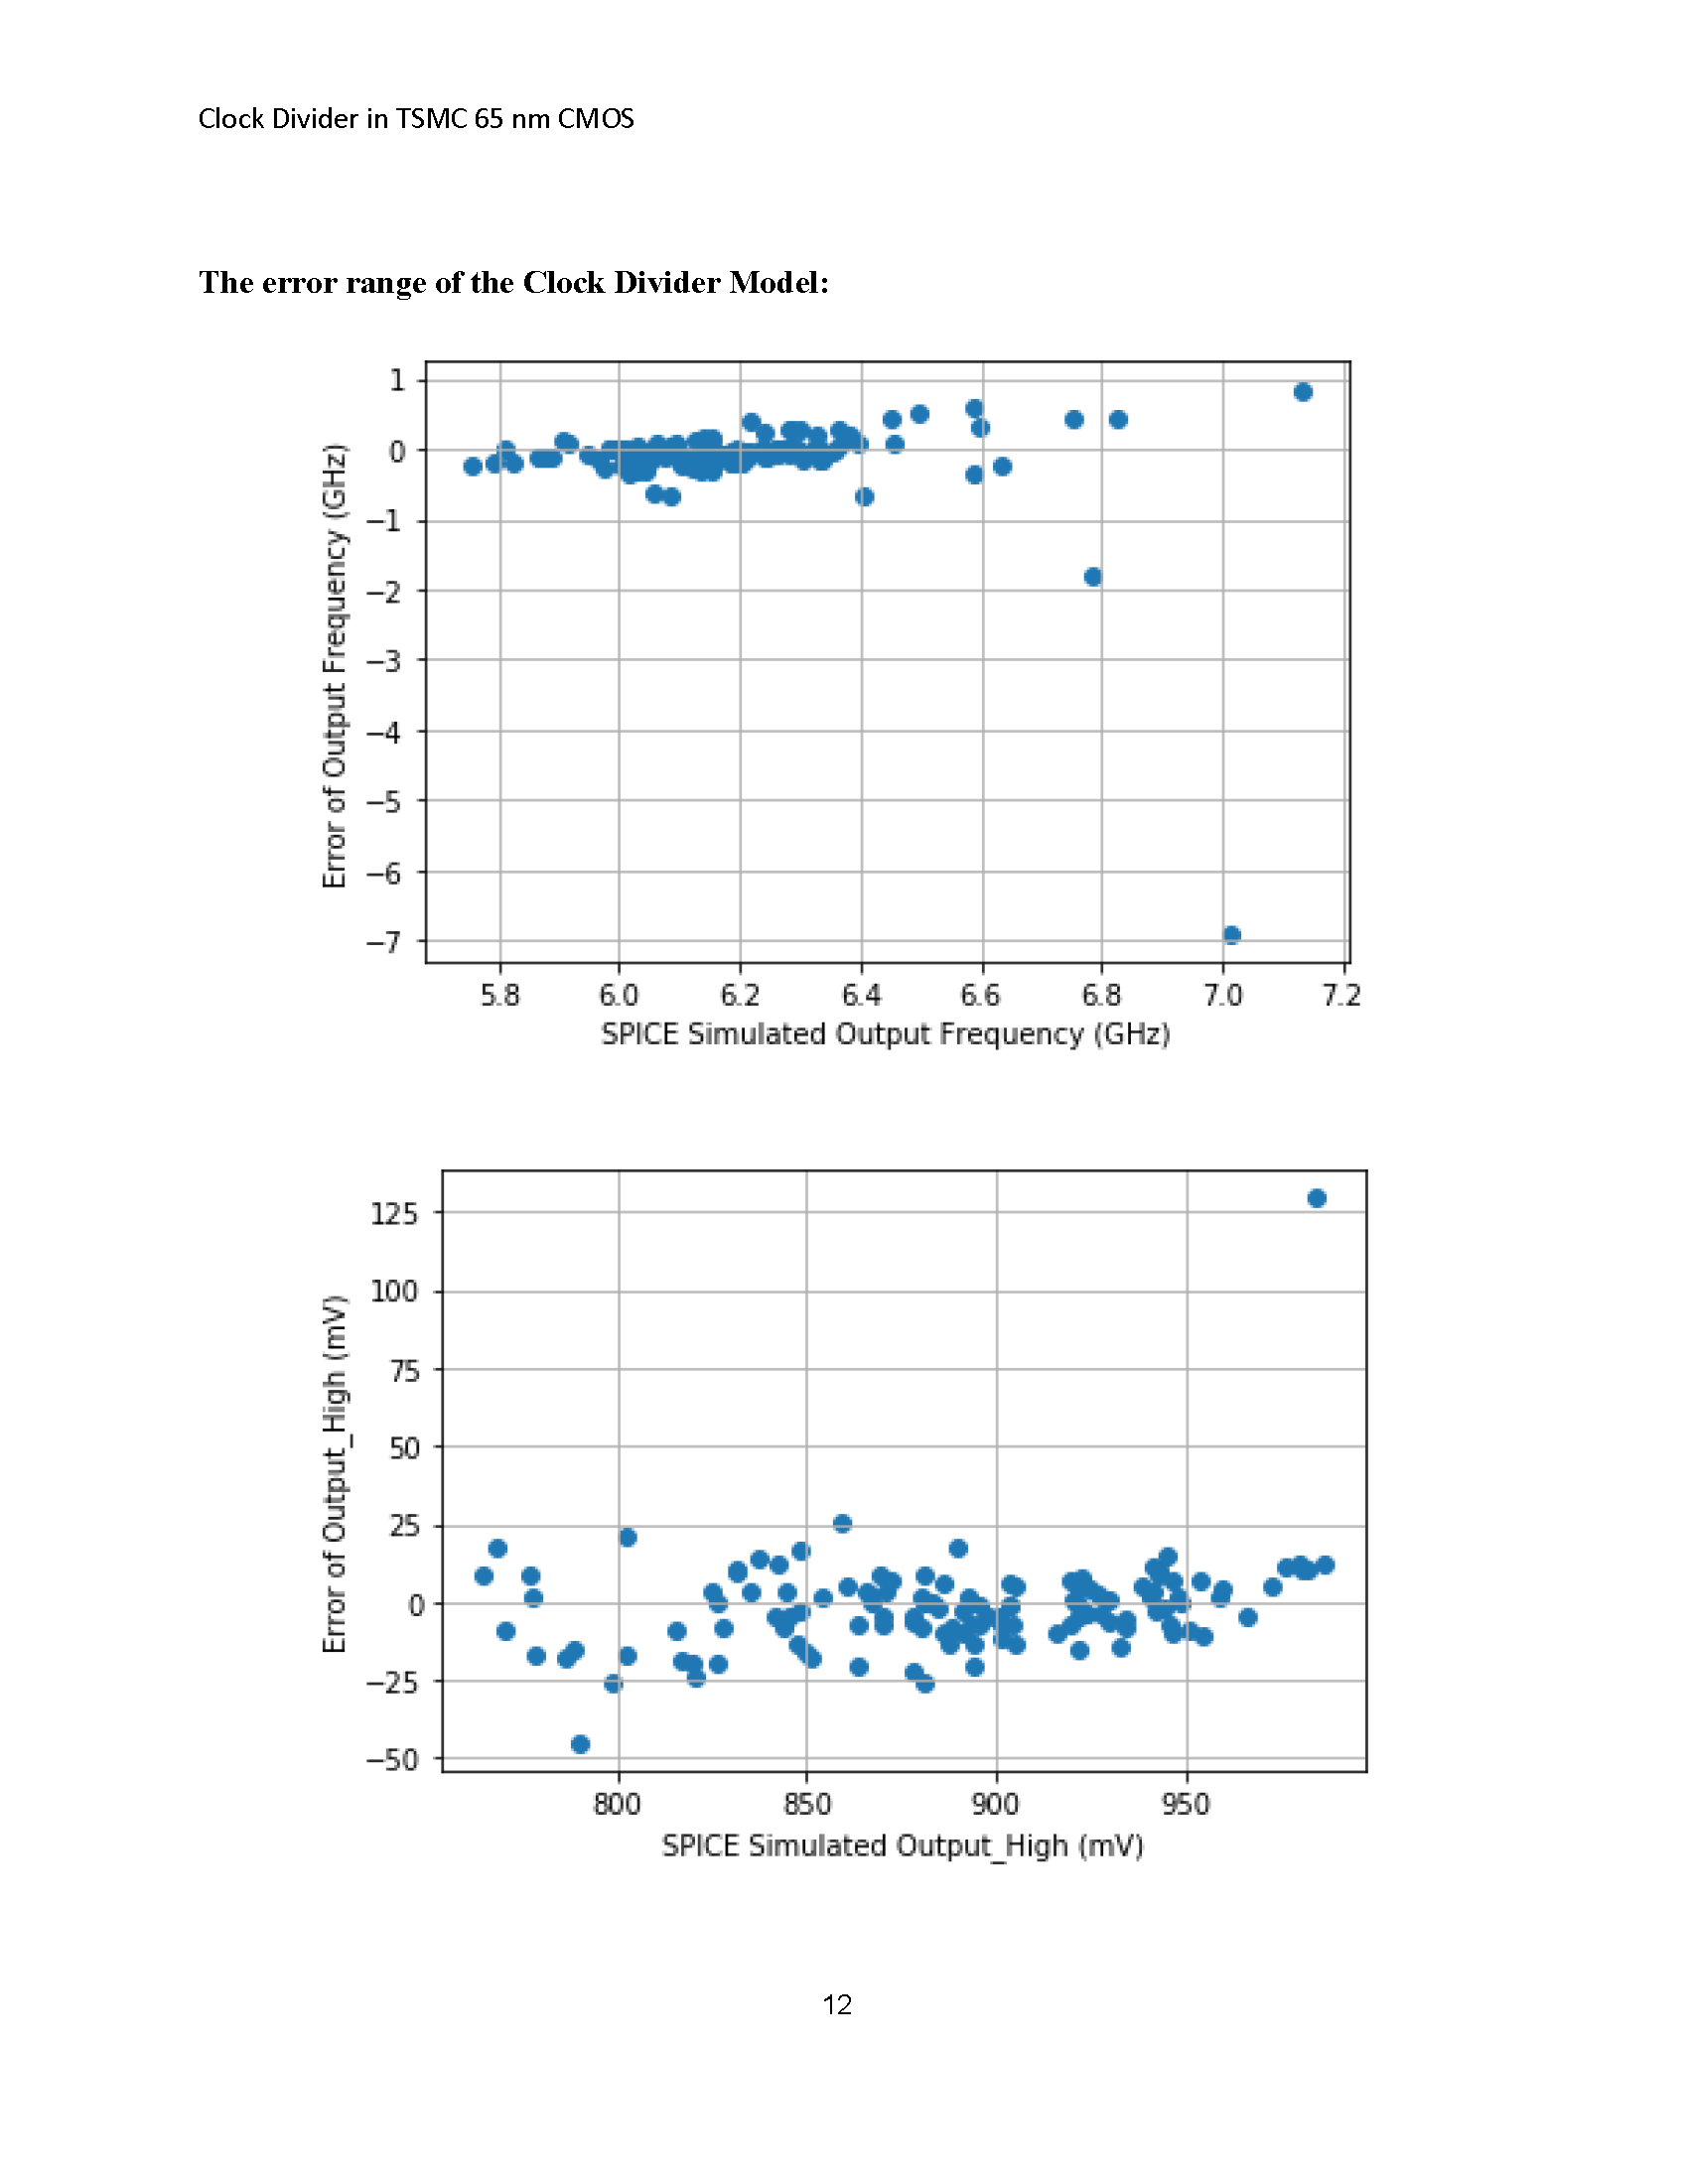 Clock Divider in TSMC 65 nm CMOS
The error range of the Clock Divider Model:
Error of Output Frequency (GHz)
1
0
−1
−2
−3
−4
−5
−6
−7
5.8 6.0 6.2 6.4 6.6 6.8 7.0 7.2
SPICE Simulated Output Frequency (GHz)
Error of Output_High (mV)
125
100
75
50
25
0
−25
−50
800 850 900 950
SPICE Simulated Output_High (mV)
12